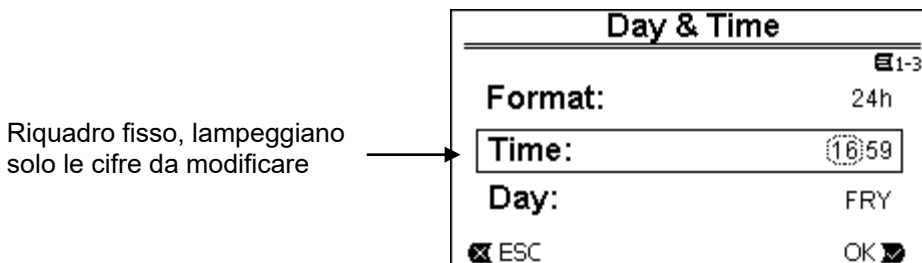 Day & Time
1-3
Format: 24h
Riquadro fisso, lampeggiano
solo le cifre da modificare
Time: 16:59
Day: FRY
ESC OK